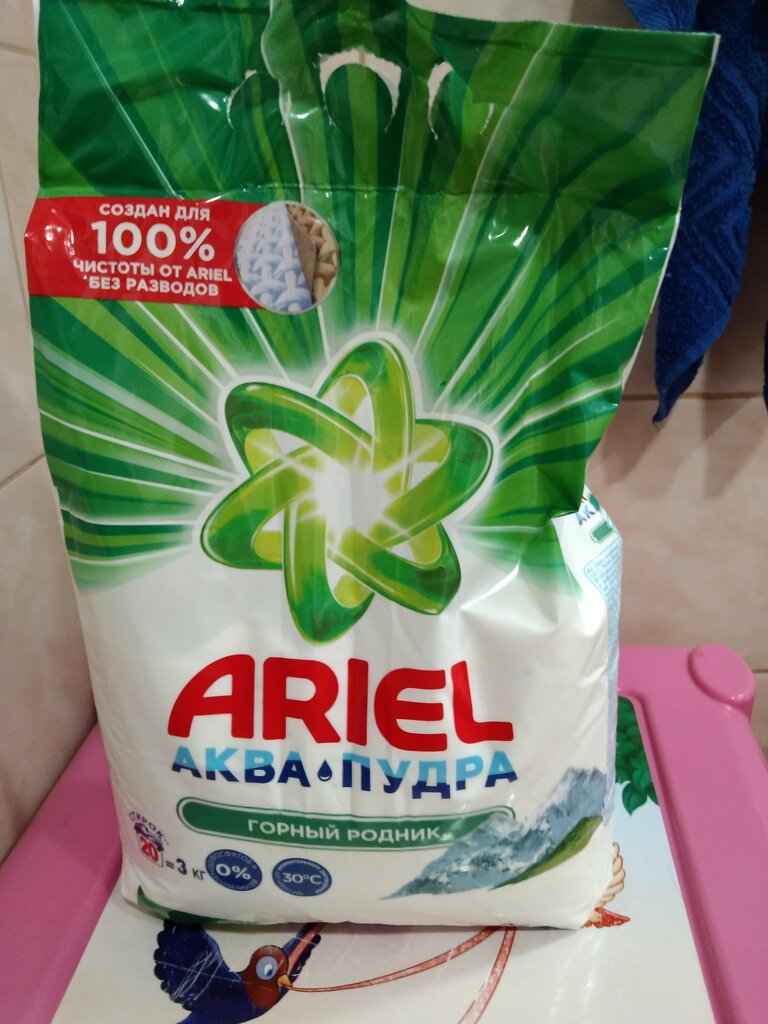 СОЗДАН ДЛЯ
100%
ЧИСТОТЫ ОТ ARIEL
БЕЗ РАЗВОДОВ
ARIEL
АКВА ПУДРА
ГОРНЫЙ РОДНИК
20 = 3 КГ
0%
30°C